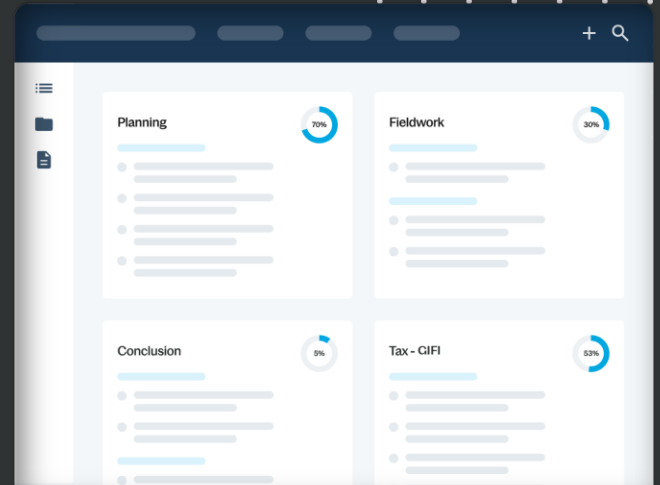 Planning
70%
Fieldwork
30%
Conclusion
5%
Tax - GIFI
53%